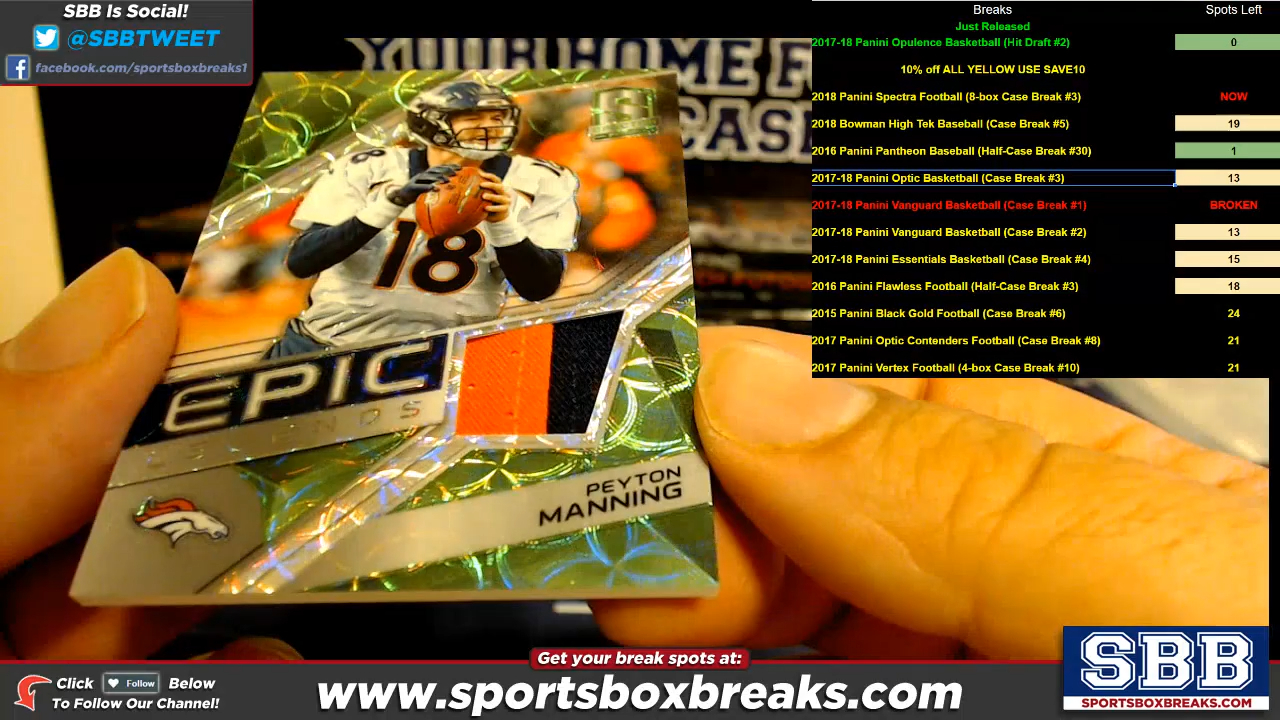 SBB Is Social!
@SBBTWEET
facebook.com/sportsboxbreaks1
Breaks Spots Left
Just Released
2017-18 Panini Opulence Basketball (Hit Draft #2) 0
10% off ALL YELLOW USE SAVE10
2018 Panini Spectra Football (8-box Case Break #3) NOW
2018 Bowman High Tek Baseball (Case Break #5) 19
2016 Panini Pantheon Baseball (Half-Case Break #30) 1
2017-18 Panini Optic Basketball (Case Break #3) 13
2017-18 Panini Vanguard Basketball (Case Break #1) BROKEN
2017-18 Panini Vanguard Basketball (Case Break #2) 13
2017-18 Panini Essentials Basketball (Case Break #4) 15
2016 Panini Flawless Football (Half-Case Break #3) 18
2015 Panini Black Gold Football (Case Break #6) 24
2017 Panini Optic Contenders Football (Case Break #8) 21
2017 Panini Vertex Football (4-box Case Break #10) 21
YOUR HOME F
CASE
18
18
18
EPIC
LEGENDS
PEYTON
MANNING
Get your break spots at:
Click Follow Below
To Follow Our Channel!
www.sportsboxbreaks.com
SBB
SPORTSBOXBREAKS.COM